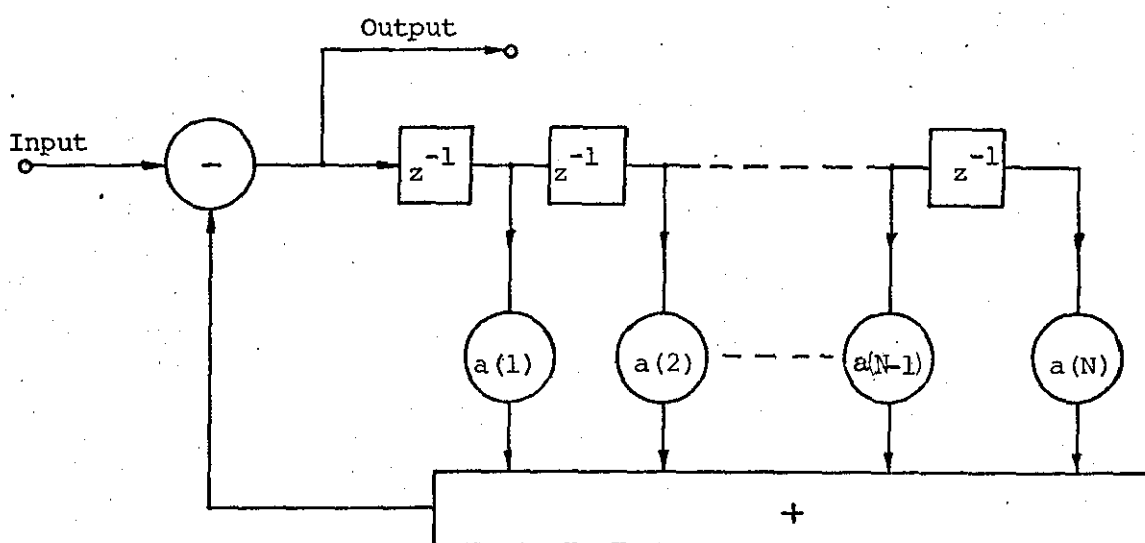 Output
Input
-
z^-1
z^-1
z^-1
a(1)
a(2)
a(N-1)
a(N)
+